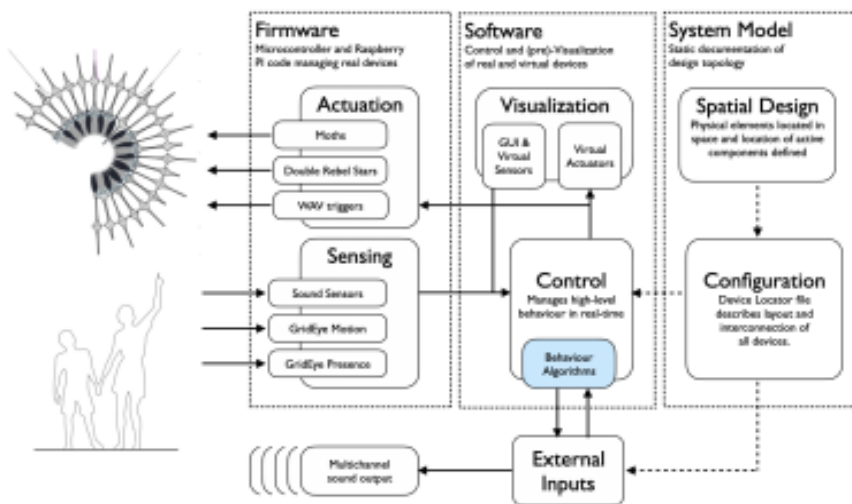 Firmware
Microcontroller and Raspberry
Pi code managing real devices
Actuation
Moths
Double Rebel Stars
WAV triggers
Sensing
Sound Sensors
GridEye Motion
GridEye Presence
Multichannel
sound output
Software
Control and (pre)-Visualization
of real and virtual devices
Visualization
GUI &
Virtual
Sensors
Virtual
Actuators
Control
Manages high-level
behaviour in real-time
Behaviour
Algorithms
External
Inputs
System Model
Static documentation of
design topology
Spatial Design
Physical elements located in
space and location of active
components defined
Configuration
Device Locator file
describes layout and
interconnection of
all devices.